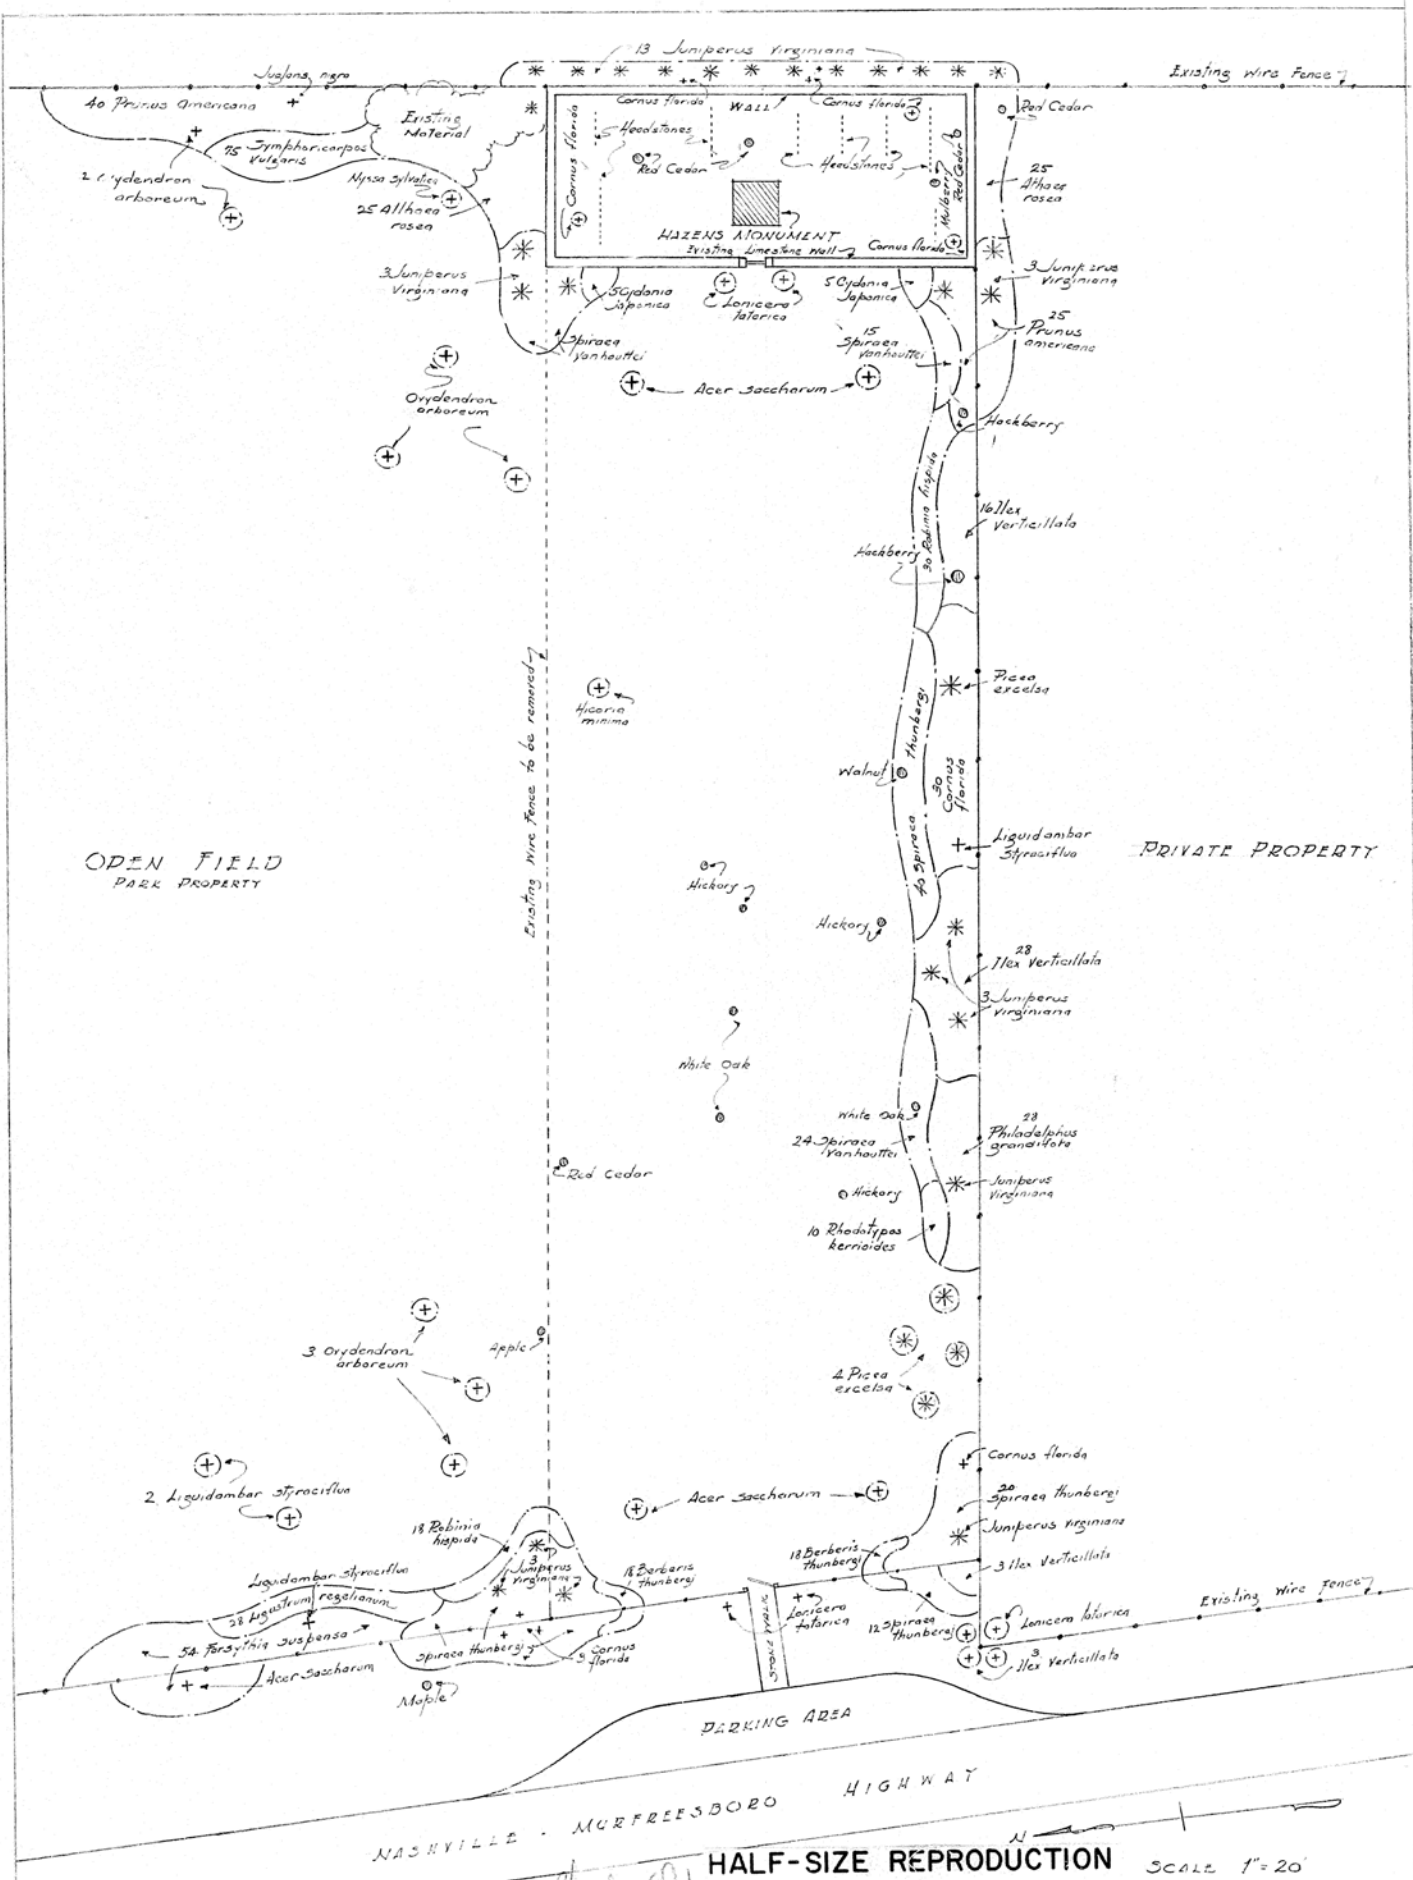 13 Juniperus Virginiana
Juglans nigra
Existing Wire Fence
40 Prunus americana
Existing
Material
Cornus florida
WALL
Cornus florida
Red Cedar
75 Symphoricarpos
Vulgaris
Cornus florida
Headstones
Red Cedar
Headstones
Mulberry
Red Cedar
25
Althaea
rosea
arboreum
Nyssa Sylvatica
25 Althaea
rosea
HAZENS MONUMENT
Existing Limestone Wall
Cornus florida
3 Juniperus
Virginiana
5 Cydonia
japonica
Lonicera
tatarica
5 Cydonia
Japonica
3 Juniperus
Virginiana
Spiraea
Vanhouttei
15
Spiraea
Vanhouttei
25
Prunus
americana
Oxydendron
arboreum
Acer saccharum
Hackberry
30 Robinia hispida
16 Ilex
Verticillata
Hackberry
Existing Wire Fence to be removed
Hicoria
minima
Picea
excelsa
40 Spiraea Thunbergi
Walnut
30
Cornus
florida
Liquidambar
Styraciflua
OPEN FIELD
PARK PROPERTY
PRIVATE PROPERTY
Hickory
Hickory
28
Ilex Verticillata
3 Juniperus
Virginiana
White Oak
White Oak
24 Spiraea
Vanhouttei
28
Philadelphus
grandiflora
Red Cedar
Hickory
Juniperus
Virginiana
10 Rhodotypos
kerrioides
3 Oxydendron
arboreum
Apple
4 Picea
excelsa
Cornus florida
2 Liquidambar styraciflua
Acer Saccharum
20
Spiraea thunbergi
18 Robinia
hispida
Juniperus virginiana
Liquidambar Styraciflua
3
Juniperus
Virginiana
18 Berberis
thunbergi
18 Berberis
thunbergi
3 Ilex Verticillata
28 Ligustrum regelianum
Lonicera
tatarica
12 Spiraea
thunbergi
Lonicera tatarica
Existing Wire Fence
54 Forsythia suspensa
Spiraea thunbergi
3 Cornus
florida
STONE WALK
3
Ilex Verticillata
Acer Saccharum
Maple
PARKING AREA
NASHVILLE - MURFREESBORO HIGHWAY
N
HALF-SIZE REPRODUCTION
SCALE 1"=20'